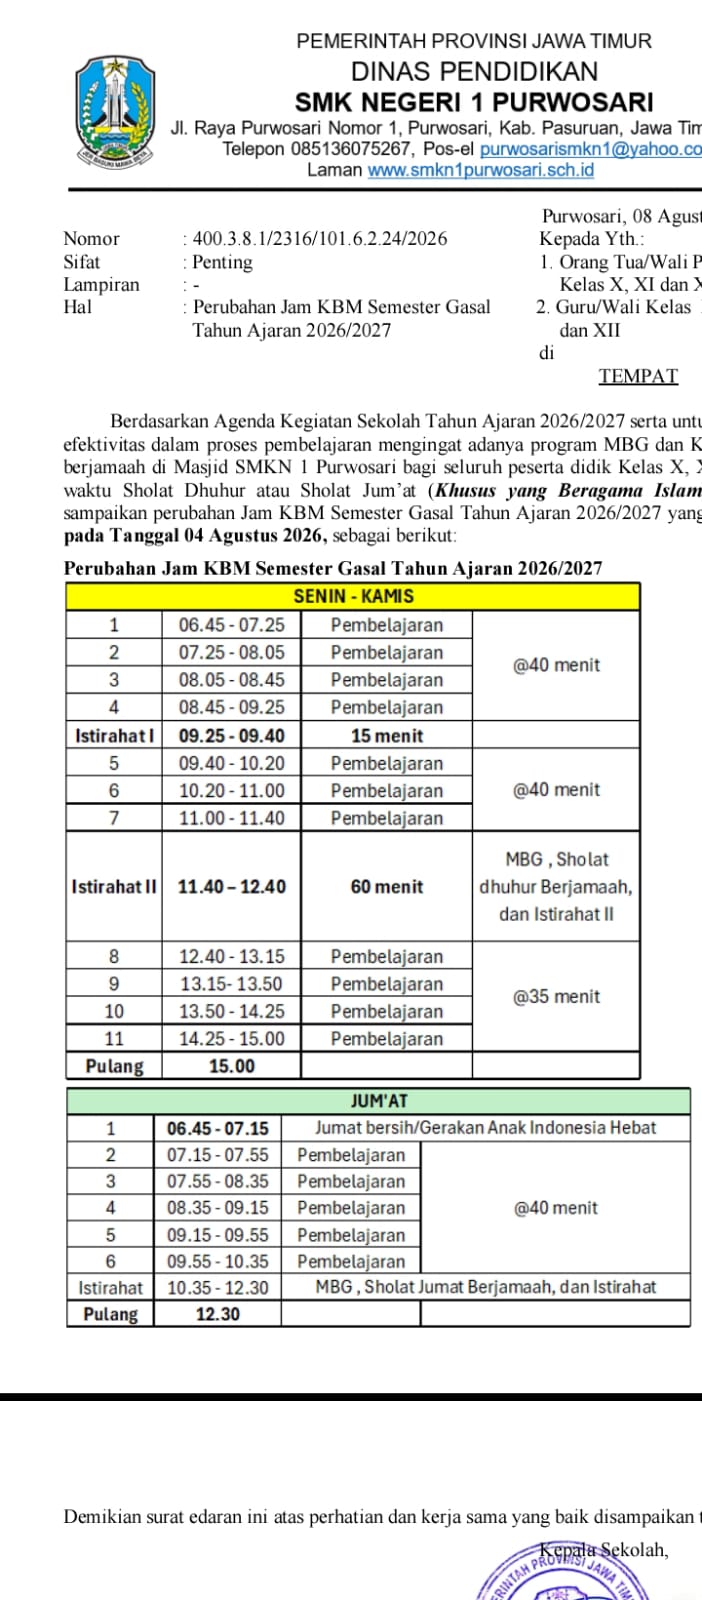 PEMERINTAH PROVINSI JAWA TIMUR
DINAS PENDIDIKAN
SMK NEGERI 1 PURWOSARI
Jl. Raya Purwosari Nomor 1, Purwosari, Kab. Pasuruan, Jawa Tim
Telepon 085136075267, Pos-el purwosarismkn1@yahoo.co
Laman www.smkn1purwosari.sch.id
Purwosari, 08 Agust
Nomor : 400.3.8.1/2316/101.6.2.24/2026 Kepada Yth.:
Sifat : Penting 1. Orang Tua/Wali P
Lampiran : - Kelas X, XI dan X
Hal : Perubahan Jam KBM Semester Gasal 2. Guru/Wali Kelas
Tahun Ajaran 2026/2027 dan XII
di
TEMPAT
Berdasarkan Agenda Kegiatan Sekolah Tahun Ajaran 2026/2027 serta untu
efektivitas dalam proses pembelajaran mengingat adanya program MBG dan K
berjamaah di Masjid SMKN 1 Purwosari bagi seluruh peserta didik Kelas X, X
waktu Sholat Dhuhur atau Sholat Jum’at (Khusus yang Beragama Islam
sampaikan perubahan Jam KBM Semester Gasal Tahun Ajaran 2026/2027 yang
pada Tanggal 04 Agustus 2026, sebagai berikut:
Perubahan Jam KBM Semester Gasal Tahun Ajaran 2026/2027
SENIN - KAMIS
1 06.45 - 07.25 Pembelajaran
2 07.25 - 08.05 Pembelajaran
@40 menit
3 08.05 - 08.45 Pembelajaran
4 08.45 - 09.25 Pembelajaran
Istirahat I 09.25 - 09.40 15 menit
5 09.40 - 10.20 Pembelajaran
6 10.20 - 11.00 Pembelajaran @40 menit
7 11.00 - 11.40 Pembelajaran
MBG , Sholat
Istirahat II 11.40 – 12.40 60 menit dhuhur Berjamaah,
dan Istirahat II
8 12.40 - 13.15 Pembelajaran
9 13.15- 13.50 Pembelajaran
@35 menit
10 13.50 - 14.25 Pembelajaran
11 14.25 - 15.00 Pembelajaran
Pulang 15.00
JUM'AT
1 06.45 - 07.15 Jumat bersih/Gerakan Anak Indonesia Hebat
2 07.15 - 07.55 Pembelajaran
3 07.55 - 08.35 Pembelajaran
4 08.35 - 09.15 Pembelajaran @40 menit
5 09.15 - 09.55 Pembelajaran
6 09.55 - 10.35 Pembelajaran
Istirahat 10.35 - 12.30 MBG , Sholat Jumat Berjamaah, dan Istirahat
Pulang 12.30
Demikian surat edaran ini atas perhatian dan kerja sama yang baik disampaikan t
Kepala Sekolah,
ERINTAH PROVINSI JAWA TIM